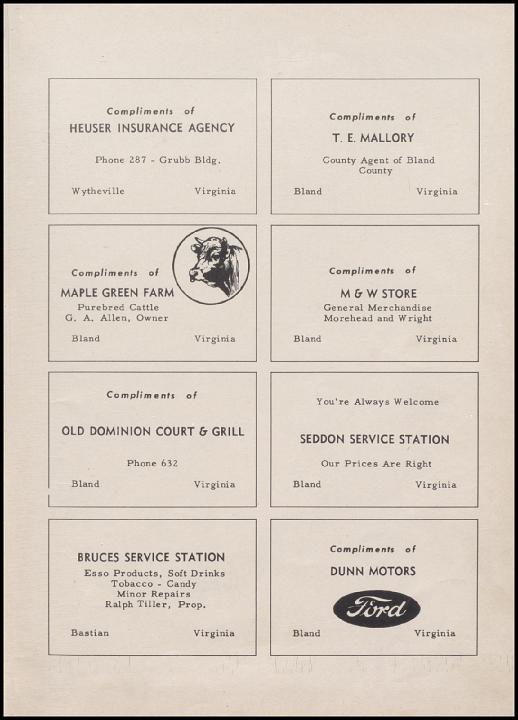 Compliments of
HEUSER INSURANCE AGENCY
Phone 287 - Grubb Bldg.
Wytheville Virginia
Compliments of
T. E. MALLORY
County Agent of Bland
County
Bland Virginia
Compliments of
MAPLE GREEN FARM
Purebred Cattle
G. A. Allen, Owner
Bland Virginia
Compliments of
M & W STORE
General Merchandise
Morehead and Wright
Bland Virginia
Compliments of
OLD DOMINION COURT & GRILL
Phone 632
Bland Virginia
You're Always Welcome
SEDDON SERVICE STATION
Our Prices Are Right
Bland Virginia
BRUCES SERVICE STATION
Esso Products, Soft Drinks
Tobacco - Candy
Minor Repairs
Ralph Tiller, Prop.
Bastian Virginia
Compliments of
DUNN MOTORS
Ford
Bland Virginia